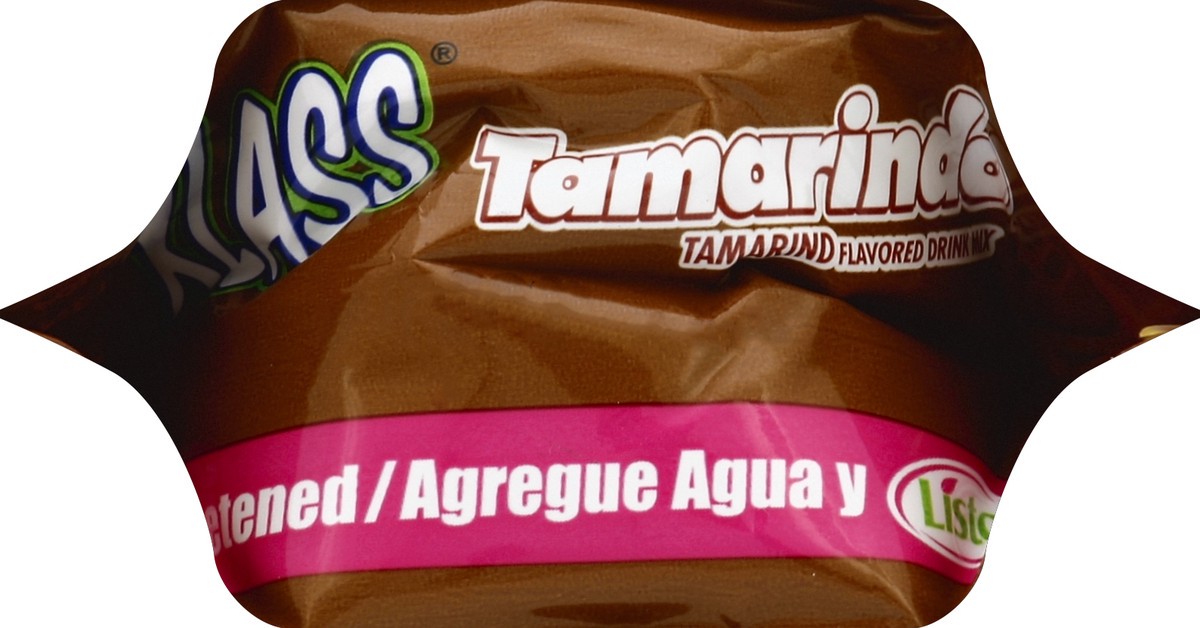 KLASS®
Tamarindo
TAMARIND FLAVORED DRINK MIX
etened / Agregue Agua y Listo